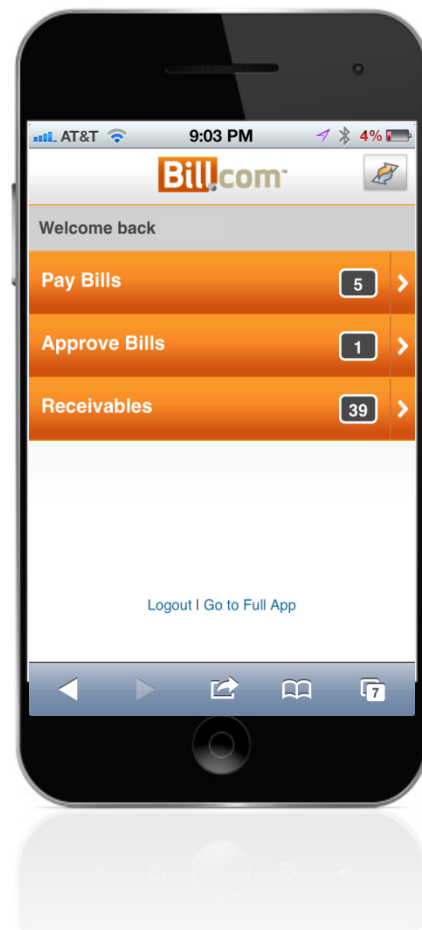 AT&T 9:03 PM 4%
Bill.com™
Welcome back
Pay Bills 5
Approve Bills 1
Receivables 39
Logout | Go to Full App
7